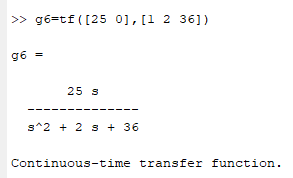 >> g6=tf([25 0],[1 2 36])
g6 =
25 s
--------------
s^2 + 2 s + 36
Continuous-time transfer function.